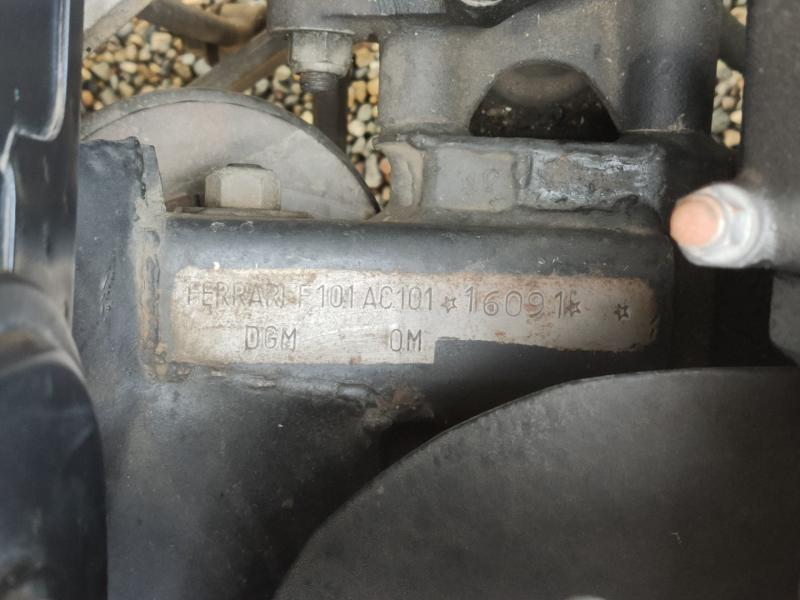 FERRARI F101 AC101 ☆16091☆ ☆
DGM OM